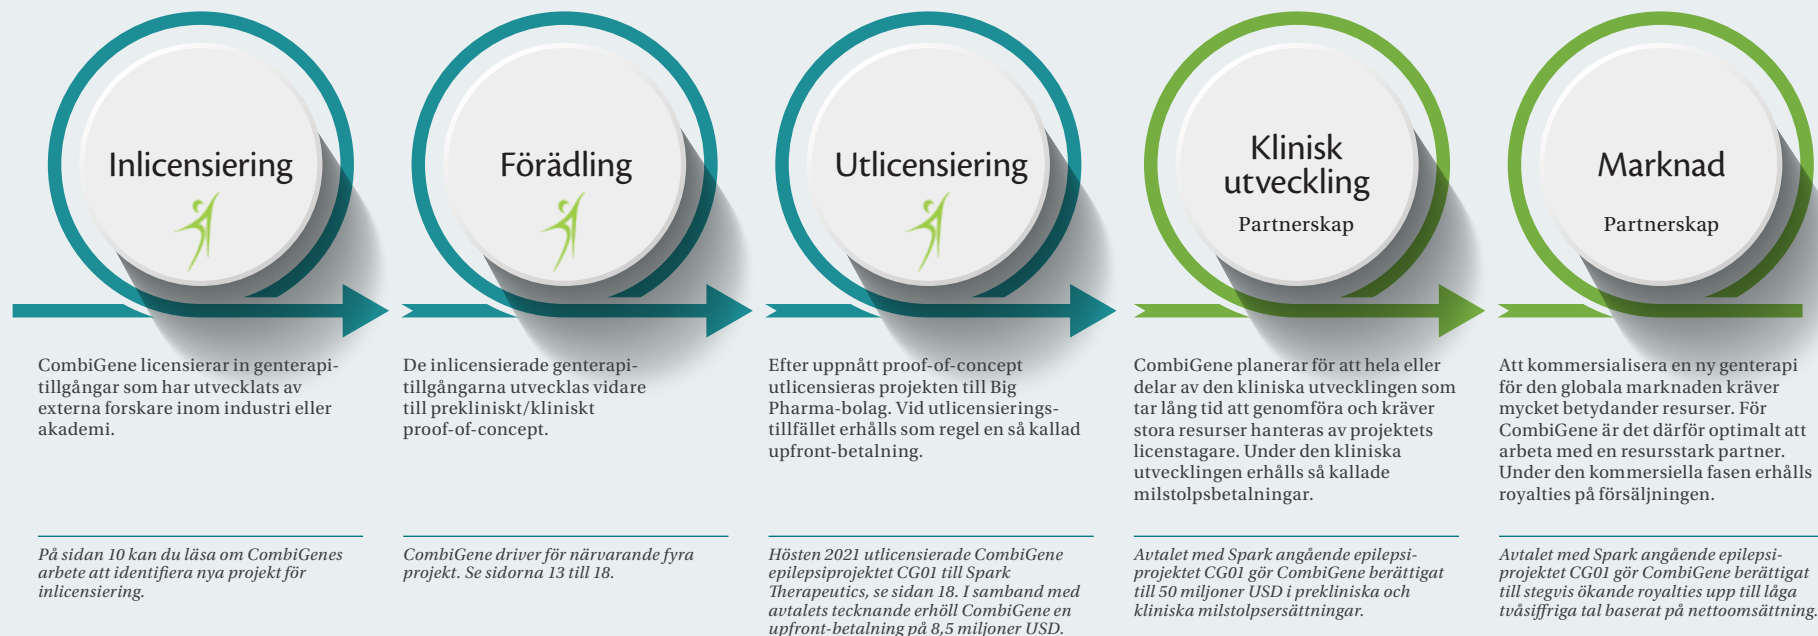 Inlicensiering
CombiGene licensierar in genterapi-
tillgångar som har utvecklats av
externa forskare inom industri eller
akademi.
På sidan 10 kan du läsa om CombiGenes
arbete att identifiera nya projekt för
inlicensiering.
Förädling
De inlicensierade genterapi-
tillgångarna utvecklas vidare
till prekliniskt/kliniskt
proof-of-concept.
CombiGene driver för närvarande fyra
projekt. Se sidorna 13 till 18.
Utlicensiering
Efter uppnått proof-of-concept
utlicensieras projekten till Big
Pharma-bolag. Vid utlicensierings-
tillfället erhålls som regel en så kallad
upfront-betalning.
Hösten 2021 utlicensierade CombiGene
epilepsiprojektet CG01 till Spark
Therapeutics, se sidan 18. I samband med
avtalets tecknande erhöll CombiGene en
upfront-betalning på 8,5 miljoner USD.
Klinisk
utveckling
Partnerskap
CombiGene planerar för att hela eller
delar av den kliniska utvecklingen som
tar lång tid att genomföra och kräver
stora resurser hanteras av projektets
licenstagare. Under den kliniska
utvecklingen erhålls så kallade
milstolpsbetalningar.
Avtalet med Spark angående epilepsi-
projektet CG01 gör CombiGene berättigat
till 50 miljoner USD i prekliniska och
kliniska milstolpsersättningar.
Marknad
Partnerskap
Att kommersialisera en ny genterapi
för den globala marknaden kräver
mycket betydander resurser. För
CombiGene är det därför optimalt att
arbeta med en resursstark partner.
Under den kommersiella fasen erhålls
royalties på försäljningen.
Avtalet med Spark angående epilepsi-
projektet CG01 gör CombiGene berättigat
till stegvis ökande royalties upp till låga
tvåsiffriga tal baserat på nettoomsättning.